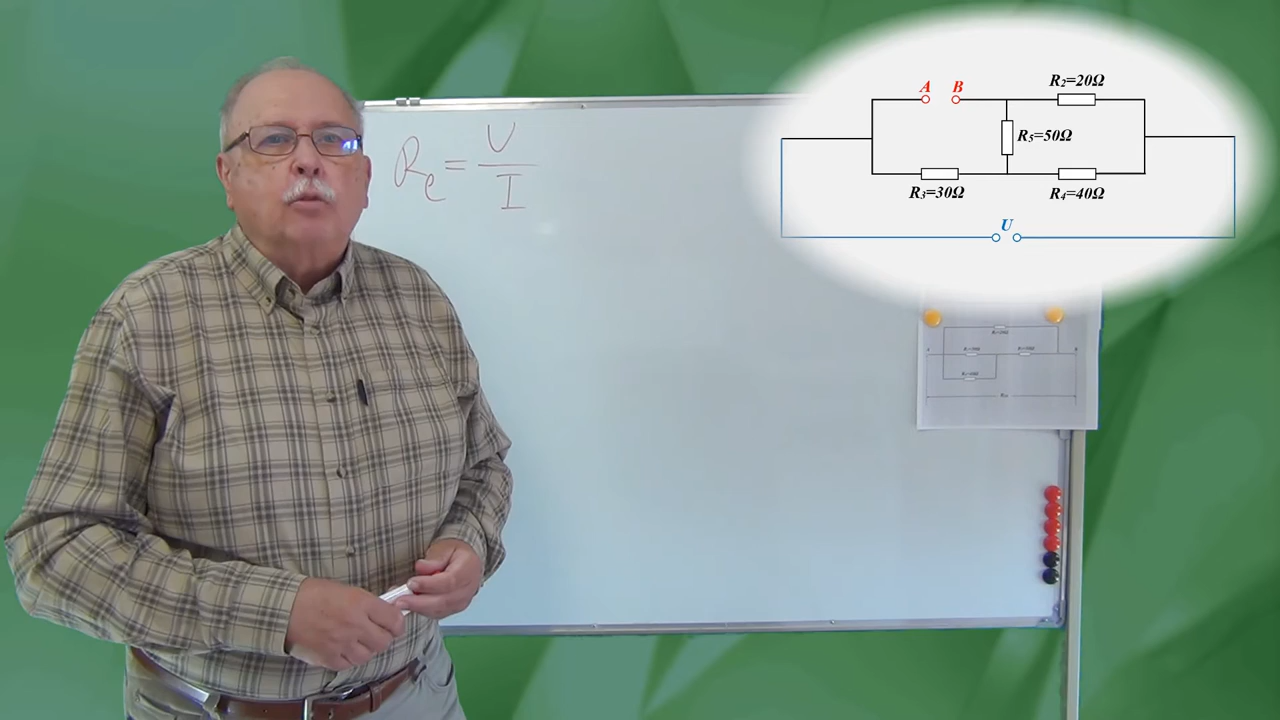 Re = U/I
A B
R2=20Ω
R5=50Ω
R3=30Ω
R4=40Ω
U